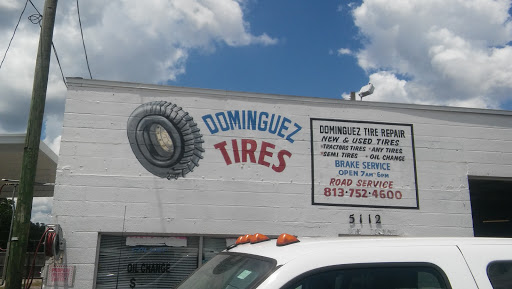 DOMINGUEZ
TIRES
DOMINGUEZ TIRE REPAIR
NEW & USED TIRES
*TRACTORS TIRES *ANY TIRES
*SEMI TIRES *OIL CHANGE
BRAKE SERVICE
OPEN 7AM 6PM
ROAD SERVICE
813-752-4600
5112
OIL CHANGE